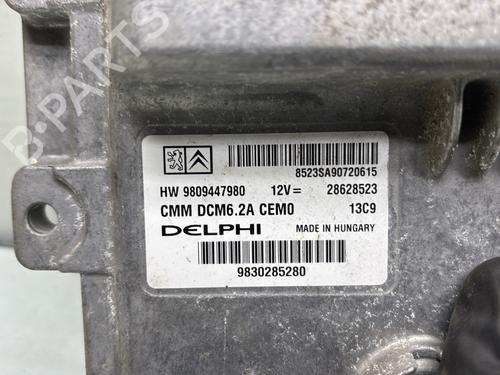 B-PARTS
8523SA90720615
HW 9809447980 12V= 28628523
CMM DCM6.2A CEM0 13C9
DELPHI MADE IN HUNGARY
9830285280